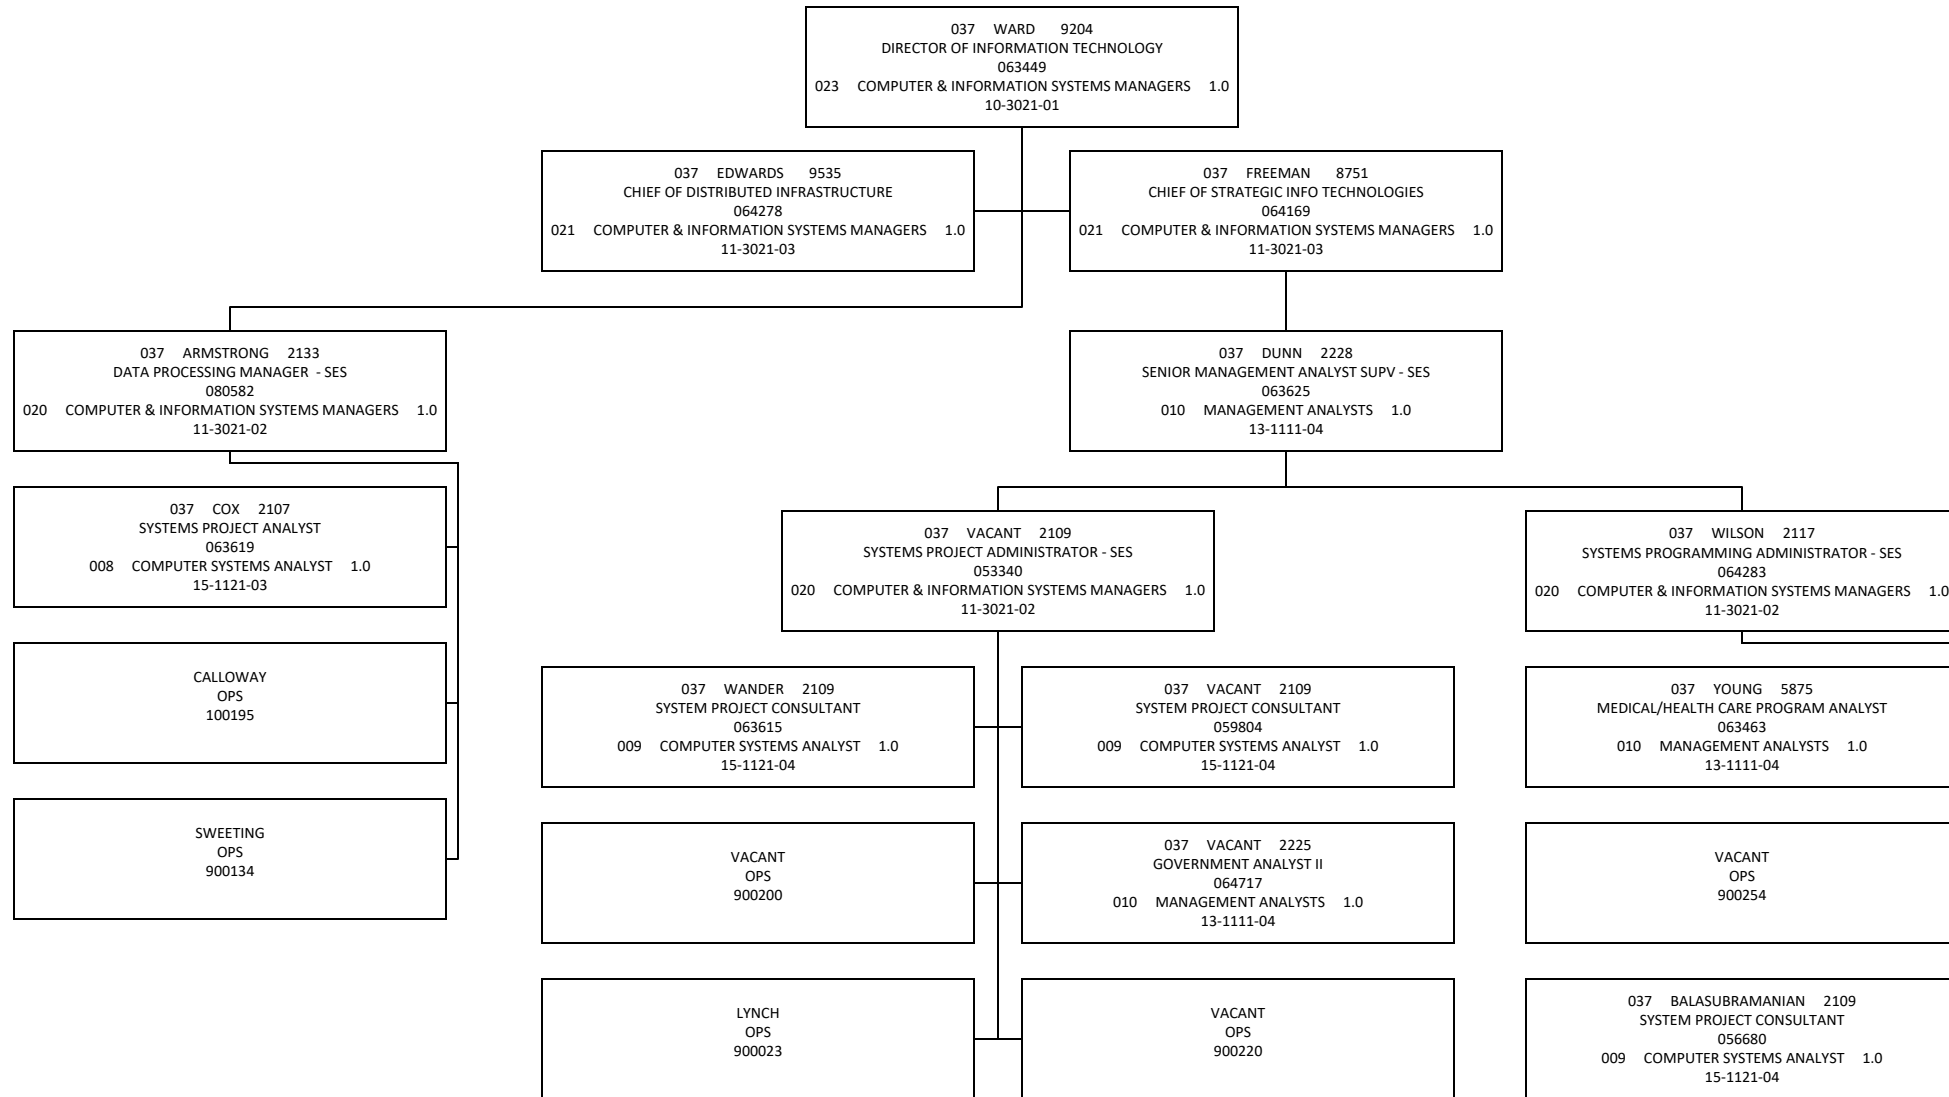 037 WARD 9204
DIRECTOR OF INFORMATION TECHNOLOGY
063449
023 COMPUTER & INFORMATION SYSTEMS MANAGERS 1.0
10-3021-01
037 EDWARDS 9535
CHIEF OF DISTRIBUTED INFRASTRUCTURE
064278
021 COMPUTER & INFORMATION SYSTEMS MANAGERS 1.0
11-3021-03
037 FREEMAN 8751
CHIEF OF STRATEGIC INFO TECHNOLOGIES
064169
021 COMPUTER & INFORMATION SYSTEMS MANAGERS 1.0
11-3021-03
037 ARMSTRONG 2133
DATA PROCESSING MANAGER - SES
080582
020 COMPUTER & INFORMATION SYSTEMS MANAGERS 1.0
11-3021-02
037 DUNN 2228
SENIOR MANAGEMENT ANALYST SUPV - SES
063625
010 MANAGEMENT ANALYSTS 1.0
13-1111-04
037 COX 2107
SYSTEMS PROJECT ANALYST
063619
008 COMPUTER SYSTEMS ANALYST 1.0
15-1121-03
037 VACANT 2109
SYSTEMS PROJECT ADMINISTRATOR - SES
053340
020 COMPUTER & INFORMATION SYSTEMS MANAGERS 1.0
11-3021-02
037 WILSON 2117
SYSTEMS PROGRAMMING ADMINISTRATOR - SES
064283
020 COMPUTER & INFORMATION SYSTEMS MANAGERS 1.0
11-3021-02
CALLOWAY
OPS
100195
037 WANDER 2109
SYSTEM PROJECT CONSULTANT
063615
009 COMPUTER SYSTEMS ANALYST 1.0
15-1121-04
037 VACANT 2109
SYSTEM PROJECT CONSULTANT
059804
009 COMPUTER SYSTEMS ANALYST 1.0
15-1121-04
037 YOUNG 5875
MEDICAL/HEALTH CARE PROGRAM ANALYST
063463
010 MANAGEMENT ANALYSTS 1.0
13-1111-04
SWEETING
OPS
900134
VACANT
OPS
900200
037 VACANT 2225
GOVERNMENT ANALYST II
064717
010 MANAGEMENT ANALYSTS 1.0
13-1111-04
VACANT
OPS
900254
LYNCH
OPS
900023
VACANT
OPS
900220
037 BALASUBRAMANIAN 2109
SYSTEM PROJECT CONSULTANT
056680
009 COMPUTER SYSTEMS ANALYST 1.0
15-1121-04